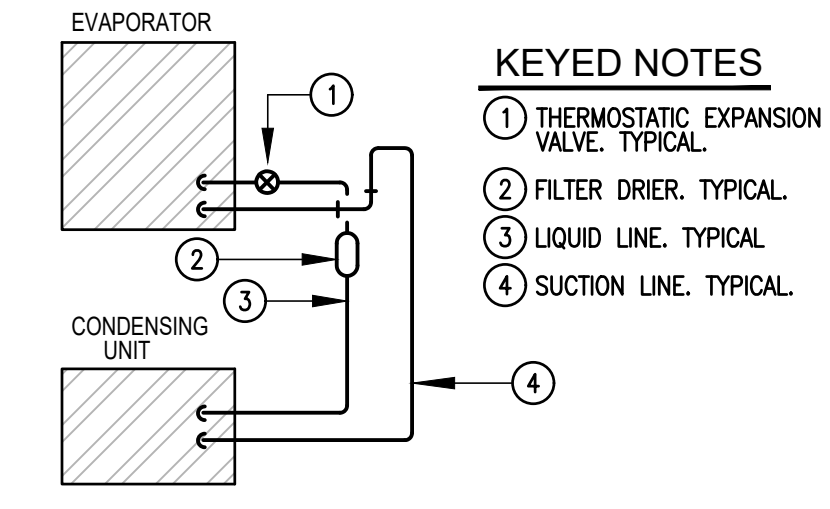 EVAPORATOR
1
2
3
CONDENSING
UNIT
4
KEYED NOTES
1 THERMOSTATIC EXPANSION
VALVE. TYPICAL.
2 FILTER DRIER. TYPICAL.
3 LIQUID LINE. TYPICAL
4 SUCTION LINE. TYPICAL.